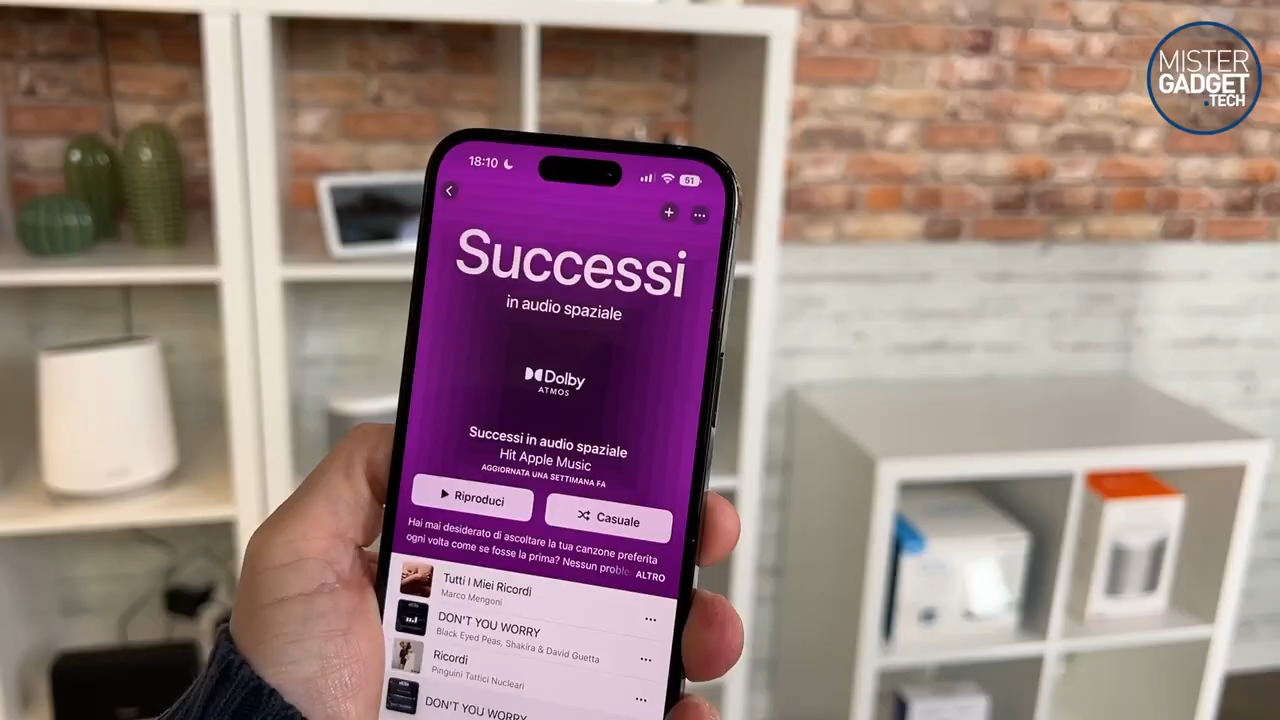 MISTER
GADGET
.TECH
18:10
51
Successi
in audio spaziale
Dolby
ATMOS
Successi in audio spaziale
Hit Apple Music
AGGIORNATA UNA SETTIMANA FA
Riproduci
Casuale
Hai mai desiderato di ascoltare la tua canzone preferita
ogni volta come se fosse la prima? Nessun proble
ALTRO
Tutti I Miei Ricordi
Marco Mengoni
DON'T YOU WORRY
Black Eyed Peas, Shakira & David Guetta
Ricordi
Pinguini Tattici Nucleari
DON'T YOU WORRY